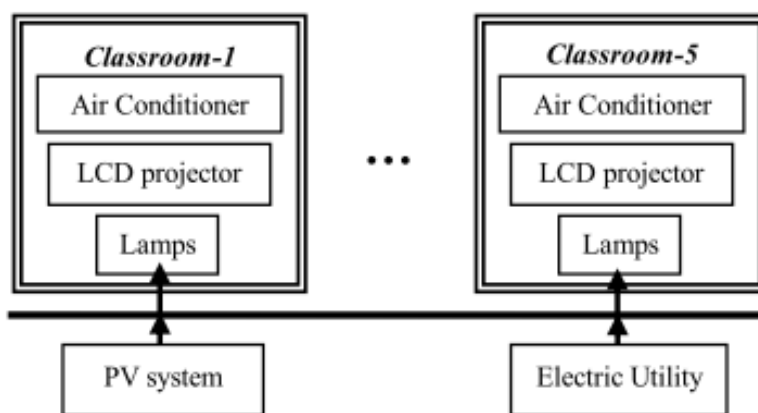 Classroom-1
Air Conditioner
LCD projector
Lamps
...
Classroom-5
Air Conditioner
LCD projector
Lamps
PV system
Electric Utility